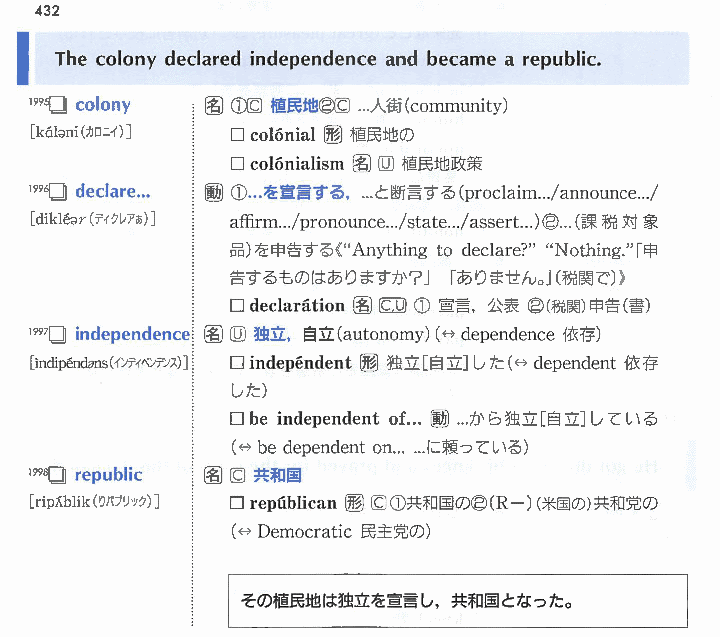 432
The colony declared independence and became a republic.
1995□ colony 名 ①Ⓒ 植民地②Ⓒ …人街(community)
[kάləni(カロニイ)] □ colónial 形 植民地の
□ colónialism 名 Ⓤ 植民地政策
1996□ declare... 動 ①…を宣言する，…と断言する(proclaim.../announce.../
[dikléər(ディクレアぁ)] affirm.../pronounce.../state.../assert...)②…(課税対象
品)を申告する《“Anything to declare?” “Nothing.”「申
告するものはありますか？」「ありません。」(税関で)》
□ declarátion 名 C,U ① 宣言，公表 ②(税関)申告(書)
1997□ independence 名 Ⓤ 独立，自立(autonomy)(↔ dependence 依存)
[ìndipéndəns(インディペンデンス)] □ indepéndent 形 独立[自立]した(↔ dependent 依存
した)
□ be independent of... 動 …から独立[自立]している
(↔ be dependent on... …に頼っている)
1998□ republic 名 Ⓒ 共和国
[ripʌ́blik(リパブリック)] □ repúblican 形 Ⓒ ①共和国の②(R−)(米国の)共和党の
(↔ Democratic 民主党の)
その植民地は独立を宣言し，共和国となった。